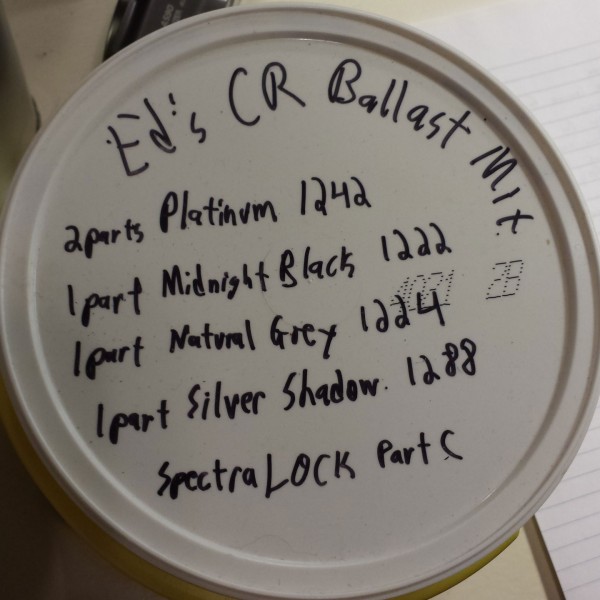 Ed's CR Ballast Mit.
2parts Platinum 1242
1part Midnight Black 1222
1part Natural Grey 1224
1part Silver Shadow. 1288
SpectraLOCK Part C